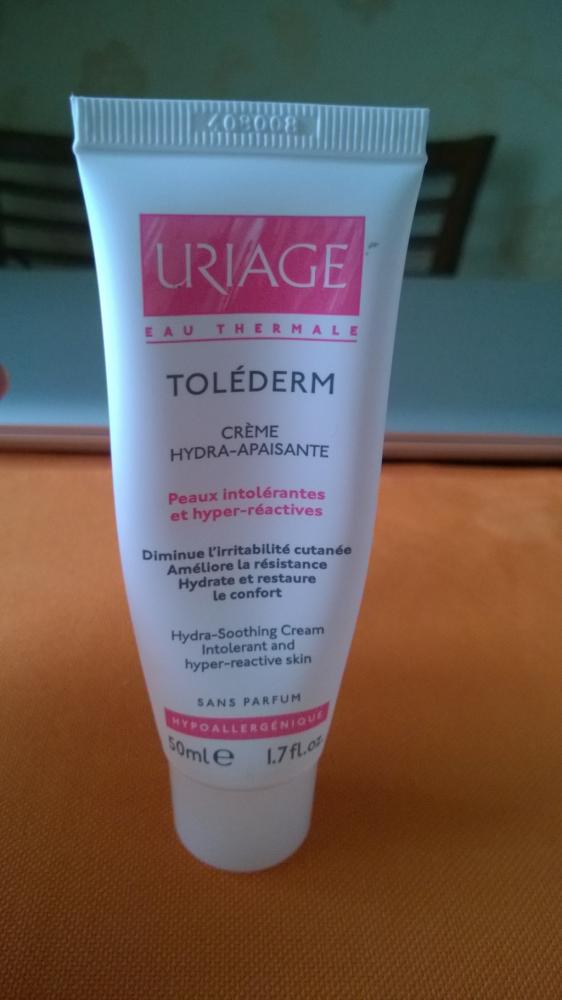 URIAGE
EAU THERMALE
TOLÉDERM
CRÈME
HYDRA-APAISANTE
Peaux intolérantes
et hyper-réactives
Diminue l'irritabilité cutanée
Améliore la résistance
Hydrate et restaure
le confort
Hydra-Soothing Cream
Intolerant and
hyper-reactive skin
SANS PARFUM
HYPOALLERGÉNIQUE
50ml e 1.7 fl.oz.